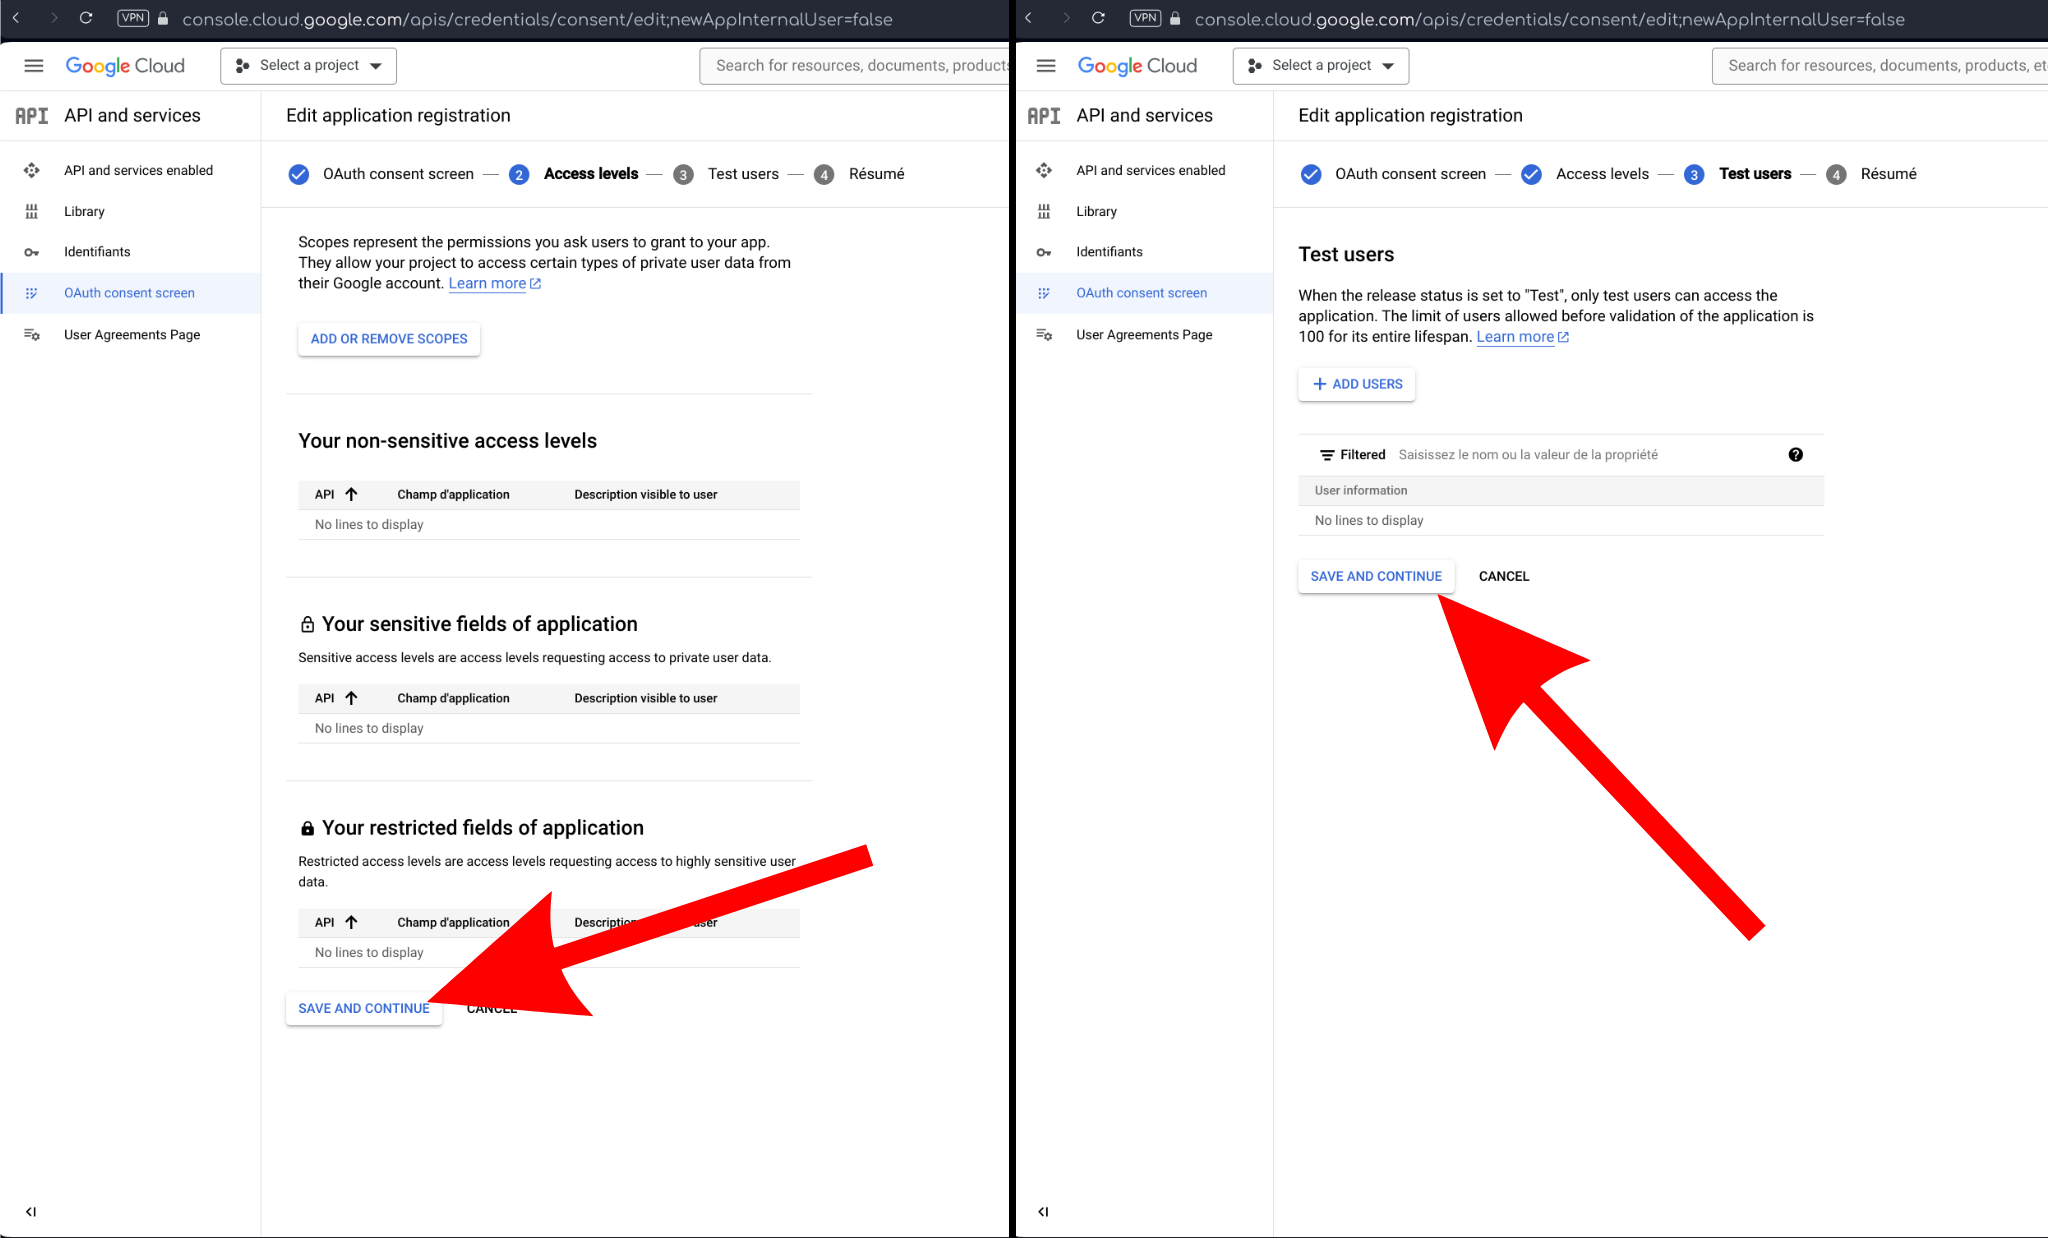 VPN console.cloud.google.com/apis/credentials/consent/edit;newAppInternalUser=false
Google Cloud Select a project Search for resources, documents, products
API API and services
Edit application registration
API and services enabled
Library
Identifiants
OAuth consent screen
User Agreements Page
OAuth consent screen 2 Access levels 3 Test users 4 Résumé
Scopes represent the permissions you ask users to grant to your app.
They allow your project to access certain types of private user data from
their Google account. Learn more
ADD OR REMOVE SCOPES
Your non-sensitive access levels
API Champ d'application Description visible to user
No lines to display
Your sensitive fields of application
Sensitive access levels are access levels requesting access to private user data.
API Champ d'application Description visible to user
No lines to display
Your restricted fields of application
Restricted access levels are access levels requesting access to highly sensitive user
data.
API Champ d'application Description user
No lines to display
SAVE AND CONTINUE CANCEL
VPN console.cloud.google.com/apis/credentials/consent/edit;newAppInternalUser=false
Google Cloud Select a project Search for resources, documents, products, et
API API and services
Edit application registration
API and services enabled
Library
Identifiants
OAuth consent screen
User Agreements Page
OAuth consent screen Access levels 3 Test users 4 Résumé
Test users
When the release status is set to "Test", only test users can access the
application. The limit of users allowed before validation of the application is
100 for its entire lifespan. Learn more
+ ADD USERS
Filtered Saisissez le nom ou la valeur de la propriété
User information
No lines to display
SAVE AND CONTINUE CANCEL